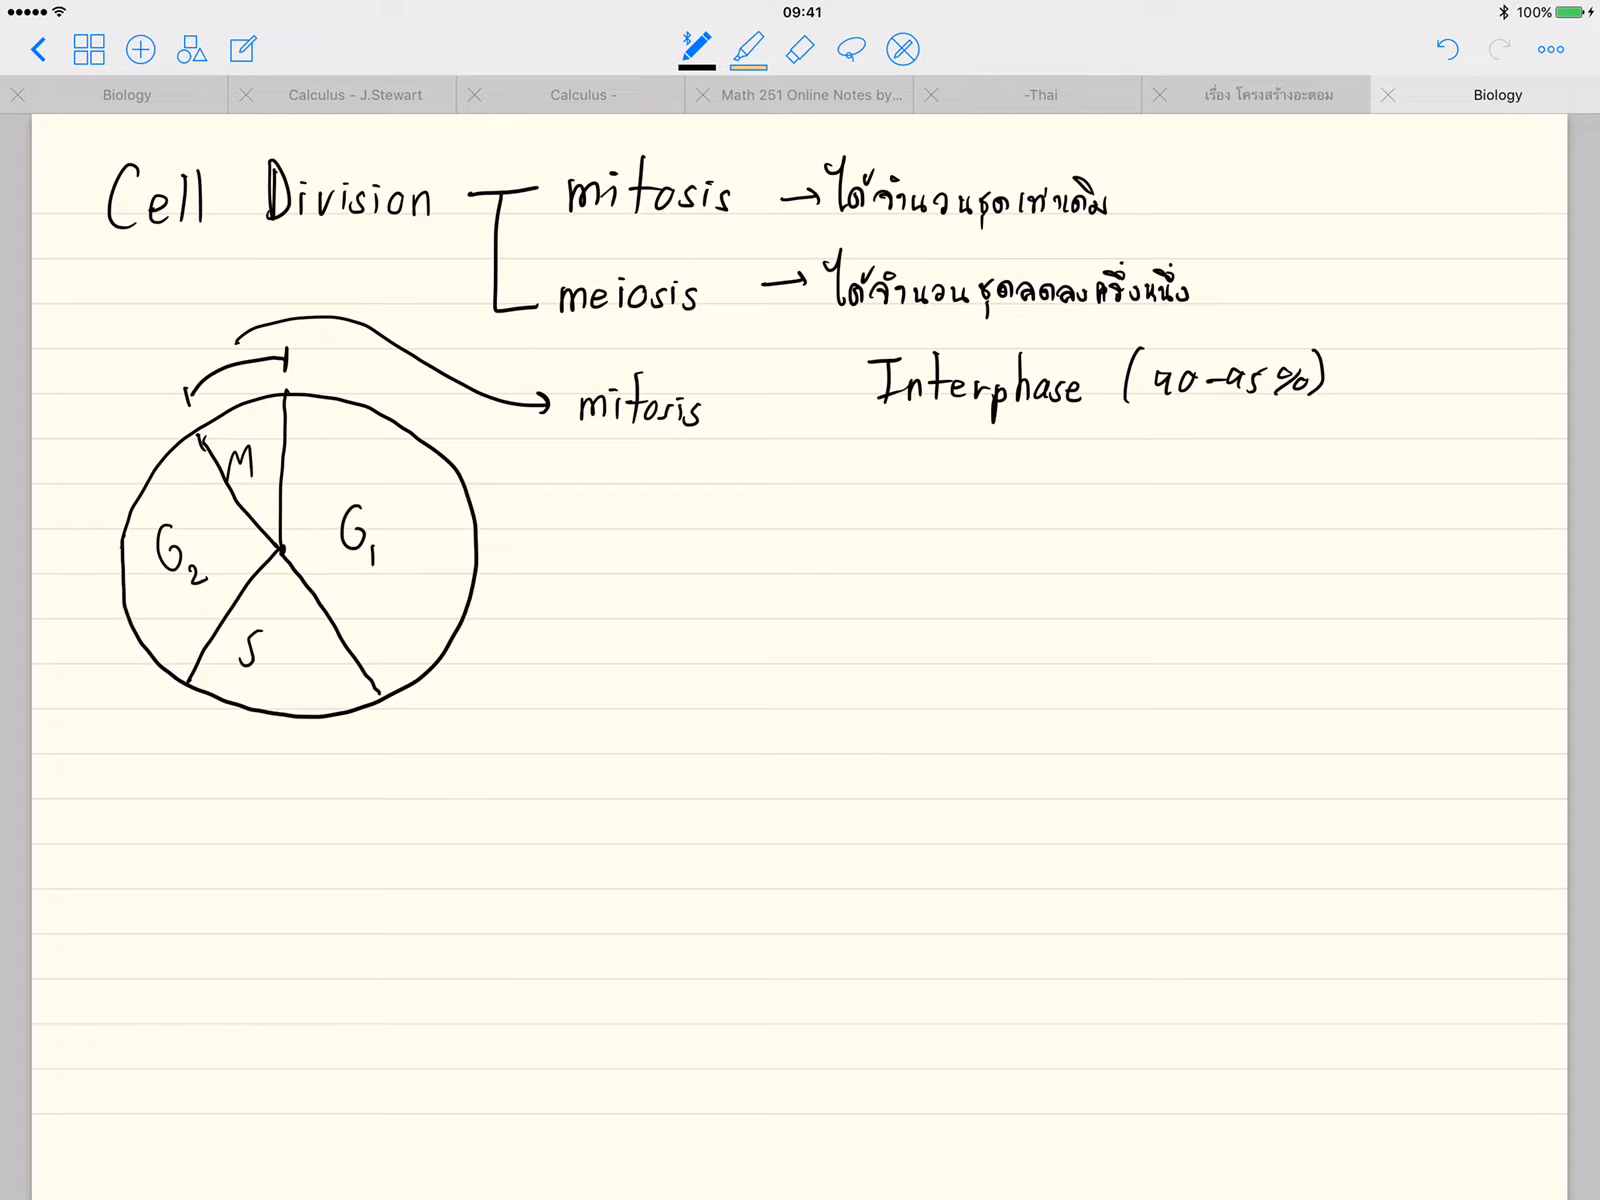 09:41
100%
Biology
Calculus - J.Stewart
Calculus -
Math 251 Online Notes by...
-Thai
เรื่อง โครงสร้างอะตอม
Biology
Cell Division
mitosis → ได้จำนวนชุดเท่าเดิม
meiosis → ได้จำนวนชุดลดลงครึ่งหนึ่ง
mitosis
Interphase (90-95%)
M
G₁
G₂
S